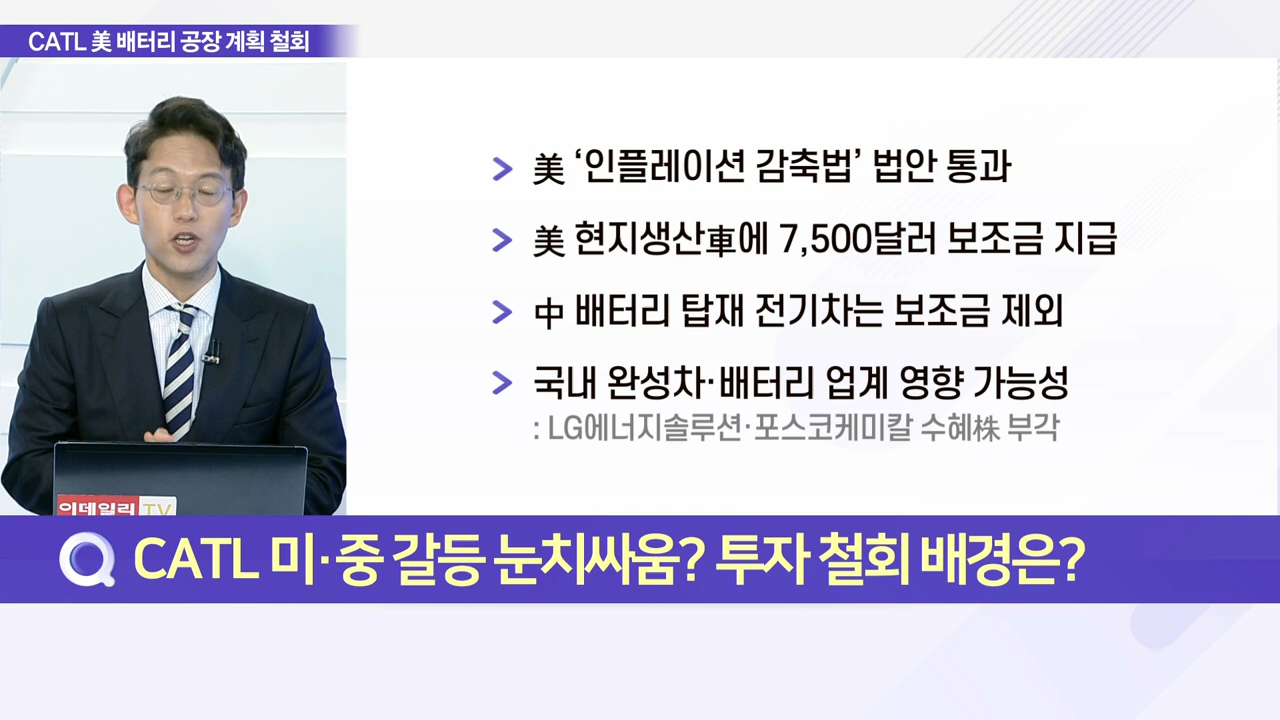 CATL 美 배터리 공장 계획 철회
> 美 ‘인플레이션 감축법’ 법안 통과
> 美 현지생산車에 7,500달러 보조금 지급
> 中 배터리 탑재 전기차는 보조금 제외
> 국내 완성차·배터리 업계 영향 가능성
: LG에너지솔루션·포스코케미칼 수혜株 부각
이데일리 TV
Q CATL 미·중 갈등 눈치싸움? 투자 철회 배경은?